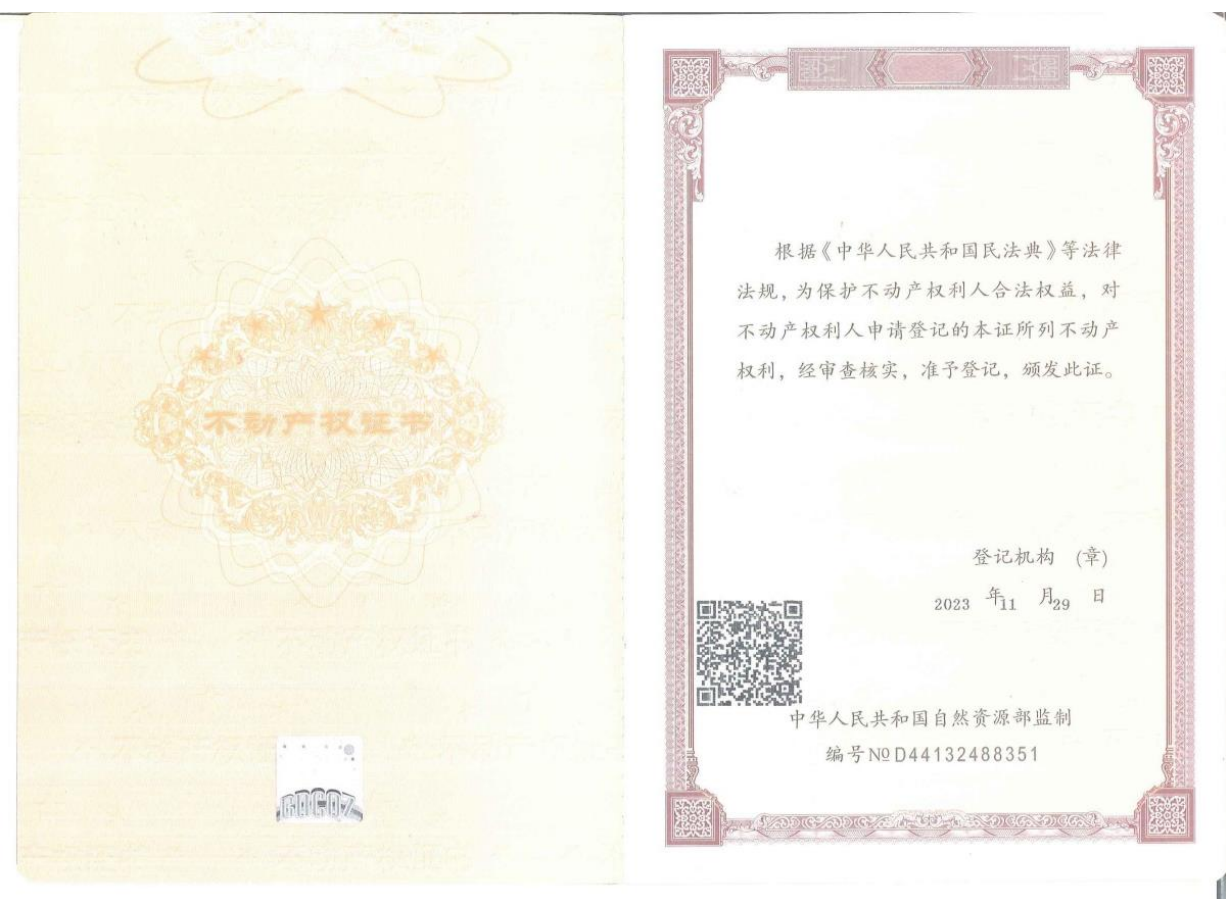 不动产权证书
根据《中华人民共和国民法典》等法律
法规，为保护不动产权利人合法权益，对
不动产权利人申请登记的本证所列不动产
权利，经审查核实，准予登记，颁发此证。
登记机构 (章)
2023 年11 月29 日
中华人民共和国自然资源部监制
编号№D44132488351